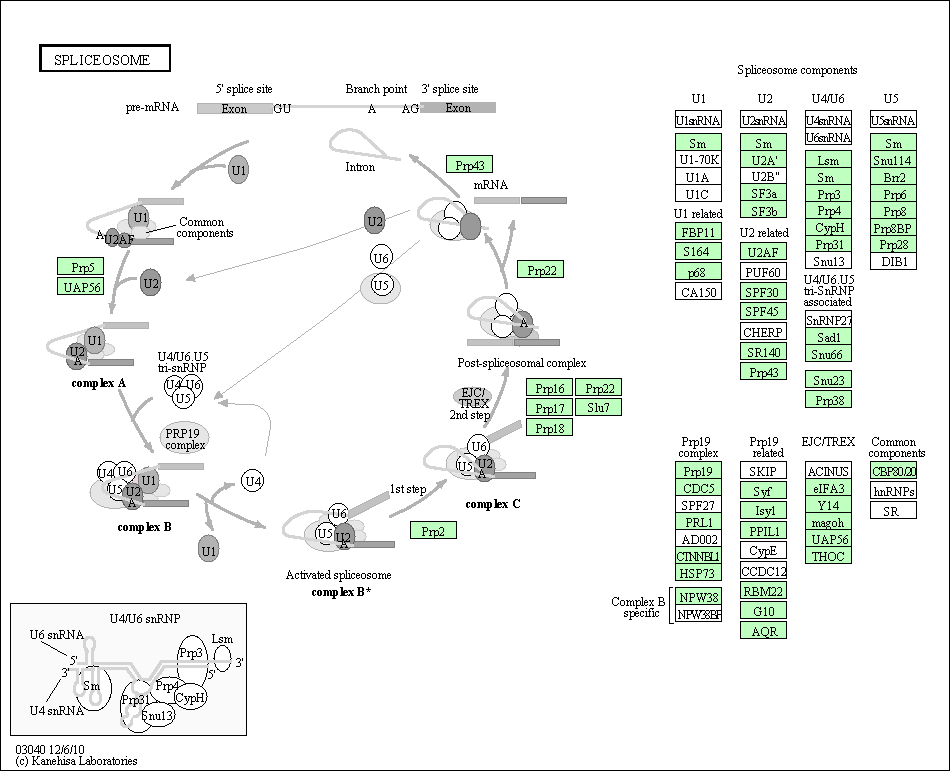 SPLICEOSOME
5' splice site
Branch point
3' splice site
pre-mRNA
Exon
GU
A
AG
Exon
Intron
Prp43
mRNA
U1
U1
A
U2AF
Common
components
U2
U6
U5
Prp5
UAP56
U2
Prp22
U1
U2
A
complex A
U4/U6.U5
tri-snRNP
U4
U6
U5
A
Post-spliceosomal complex
EJC/
TREX
2nd step
Prp16
Prp22
Prp17
Slu7
Prp18
PRP19
complex
U4
U6
U5
U1
U2
A
complex B
U4
U1
U6
U5
U2
A
complex C
1st step
U6
U5
U2
A
Prp2
Activated spliceosome
complex B*
U4/U6 snRNP
U6 snRNA
5'
3'
U4 snRNA
Sm
Prp31
Snu13
Prp4
CypH
Prp3
Lsm
5'
3'
03040 12/6/10
(c) Kanehisa Laboratories
Spliceosome components
U1
U1snRNA
Sm
U1-70K
U1A
U1C
U1 related
FBP11
S164
p68
CA150
U2
U2snRNA
Sm
U2A'
U2B"
SF3a
SF3b
U2 related
U2AF
PUF60
SPF30
SPF45
CHERP
SR140
Prp43
U4/U6
U4snRNA
U6snRNA
Lsm
Sm
Prp3
Prp4
CypH
Prp31
Snu13
U4/U6.U5
tri-SnRNP
associated
SnRNP27
Sad1
Snu66
Snu23
Prp38
U5
U5snRNA
Sm
Snu114
Brr2
Prp6
Prp8
Prp8BP
Prp28
DIB1
Prp19
complex
Prp19
CDC5
SPF27
PRL1
AD002
CTNNBL1
HSP73
Complex B
specific
NPW38
NPW38BP
Prp19
related
SKIP
Syf
Isy1
PPIL1
CypE
CCDC12
RBM22
G10
AQR
EJC/TREX
ACINUS
eIFA3
Y14
magoh
UAP56
THOC
Common
components
CBP80/20
hnRNPs
SR